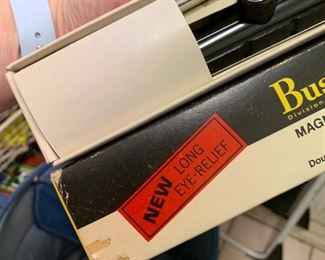 Bus
Division
MAGN
Dou
NEW LONG
EYE-RELIEF